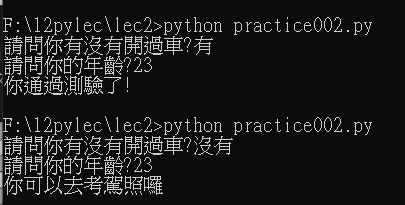 F:\12pylec\lec2>python practice002.py
請問你有沒有開過車?有
請問你的年齡?23
你通過測驗了!
F:\12pylec\lec2>python practice002.py
請問你有沒有開過車?沒有
請問你的年齡?23
你可以去考駕照囉